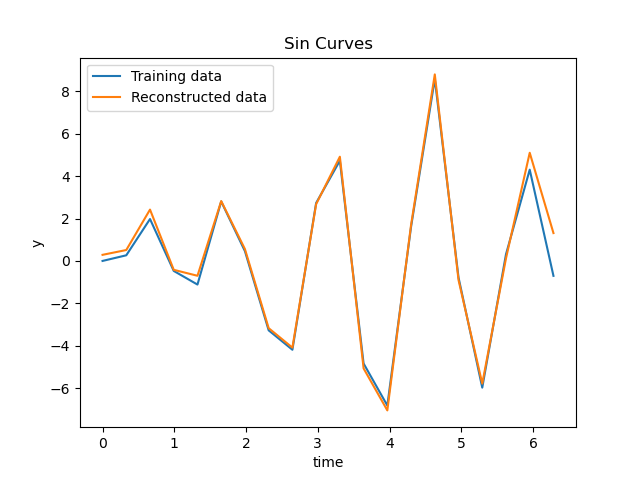 Sin Curves
Training data
Reconstructed data
y
8
6
4
2
0
−2
−4
−6
0 1 2 3 4 5 6
time